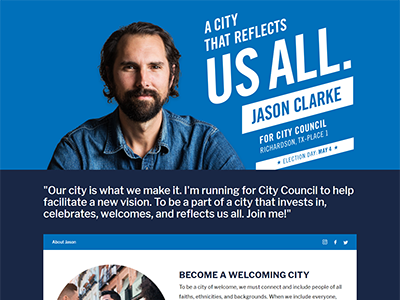 A CITY
THAT REFLECTS
US ALL.
JASON CLARKE
FOR CITY COUNCIL
RICHARDSON, TX-PLACE 1
ELECTION DAY: MAY 4
"Our city is what we make it. I'm running for City Council to help
facilitate a new vision. To be a part of a city that invests in,
celebrates, welcomes, and reflects us all. Join me!"
About Jason
BECOME A WELCOMING CITY
To be a city of welcome, we must connect and include people of all
faiths, ethnicities, and backgrounds. When we include everyone,